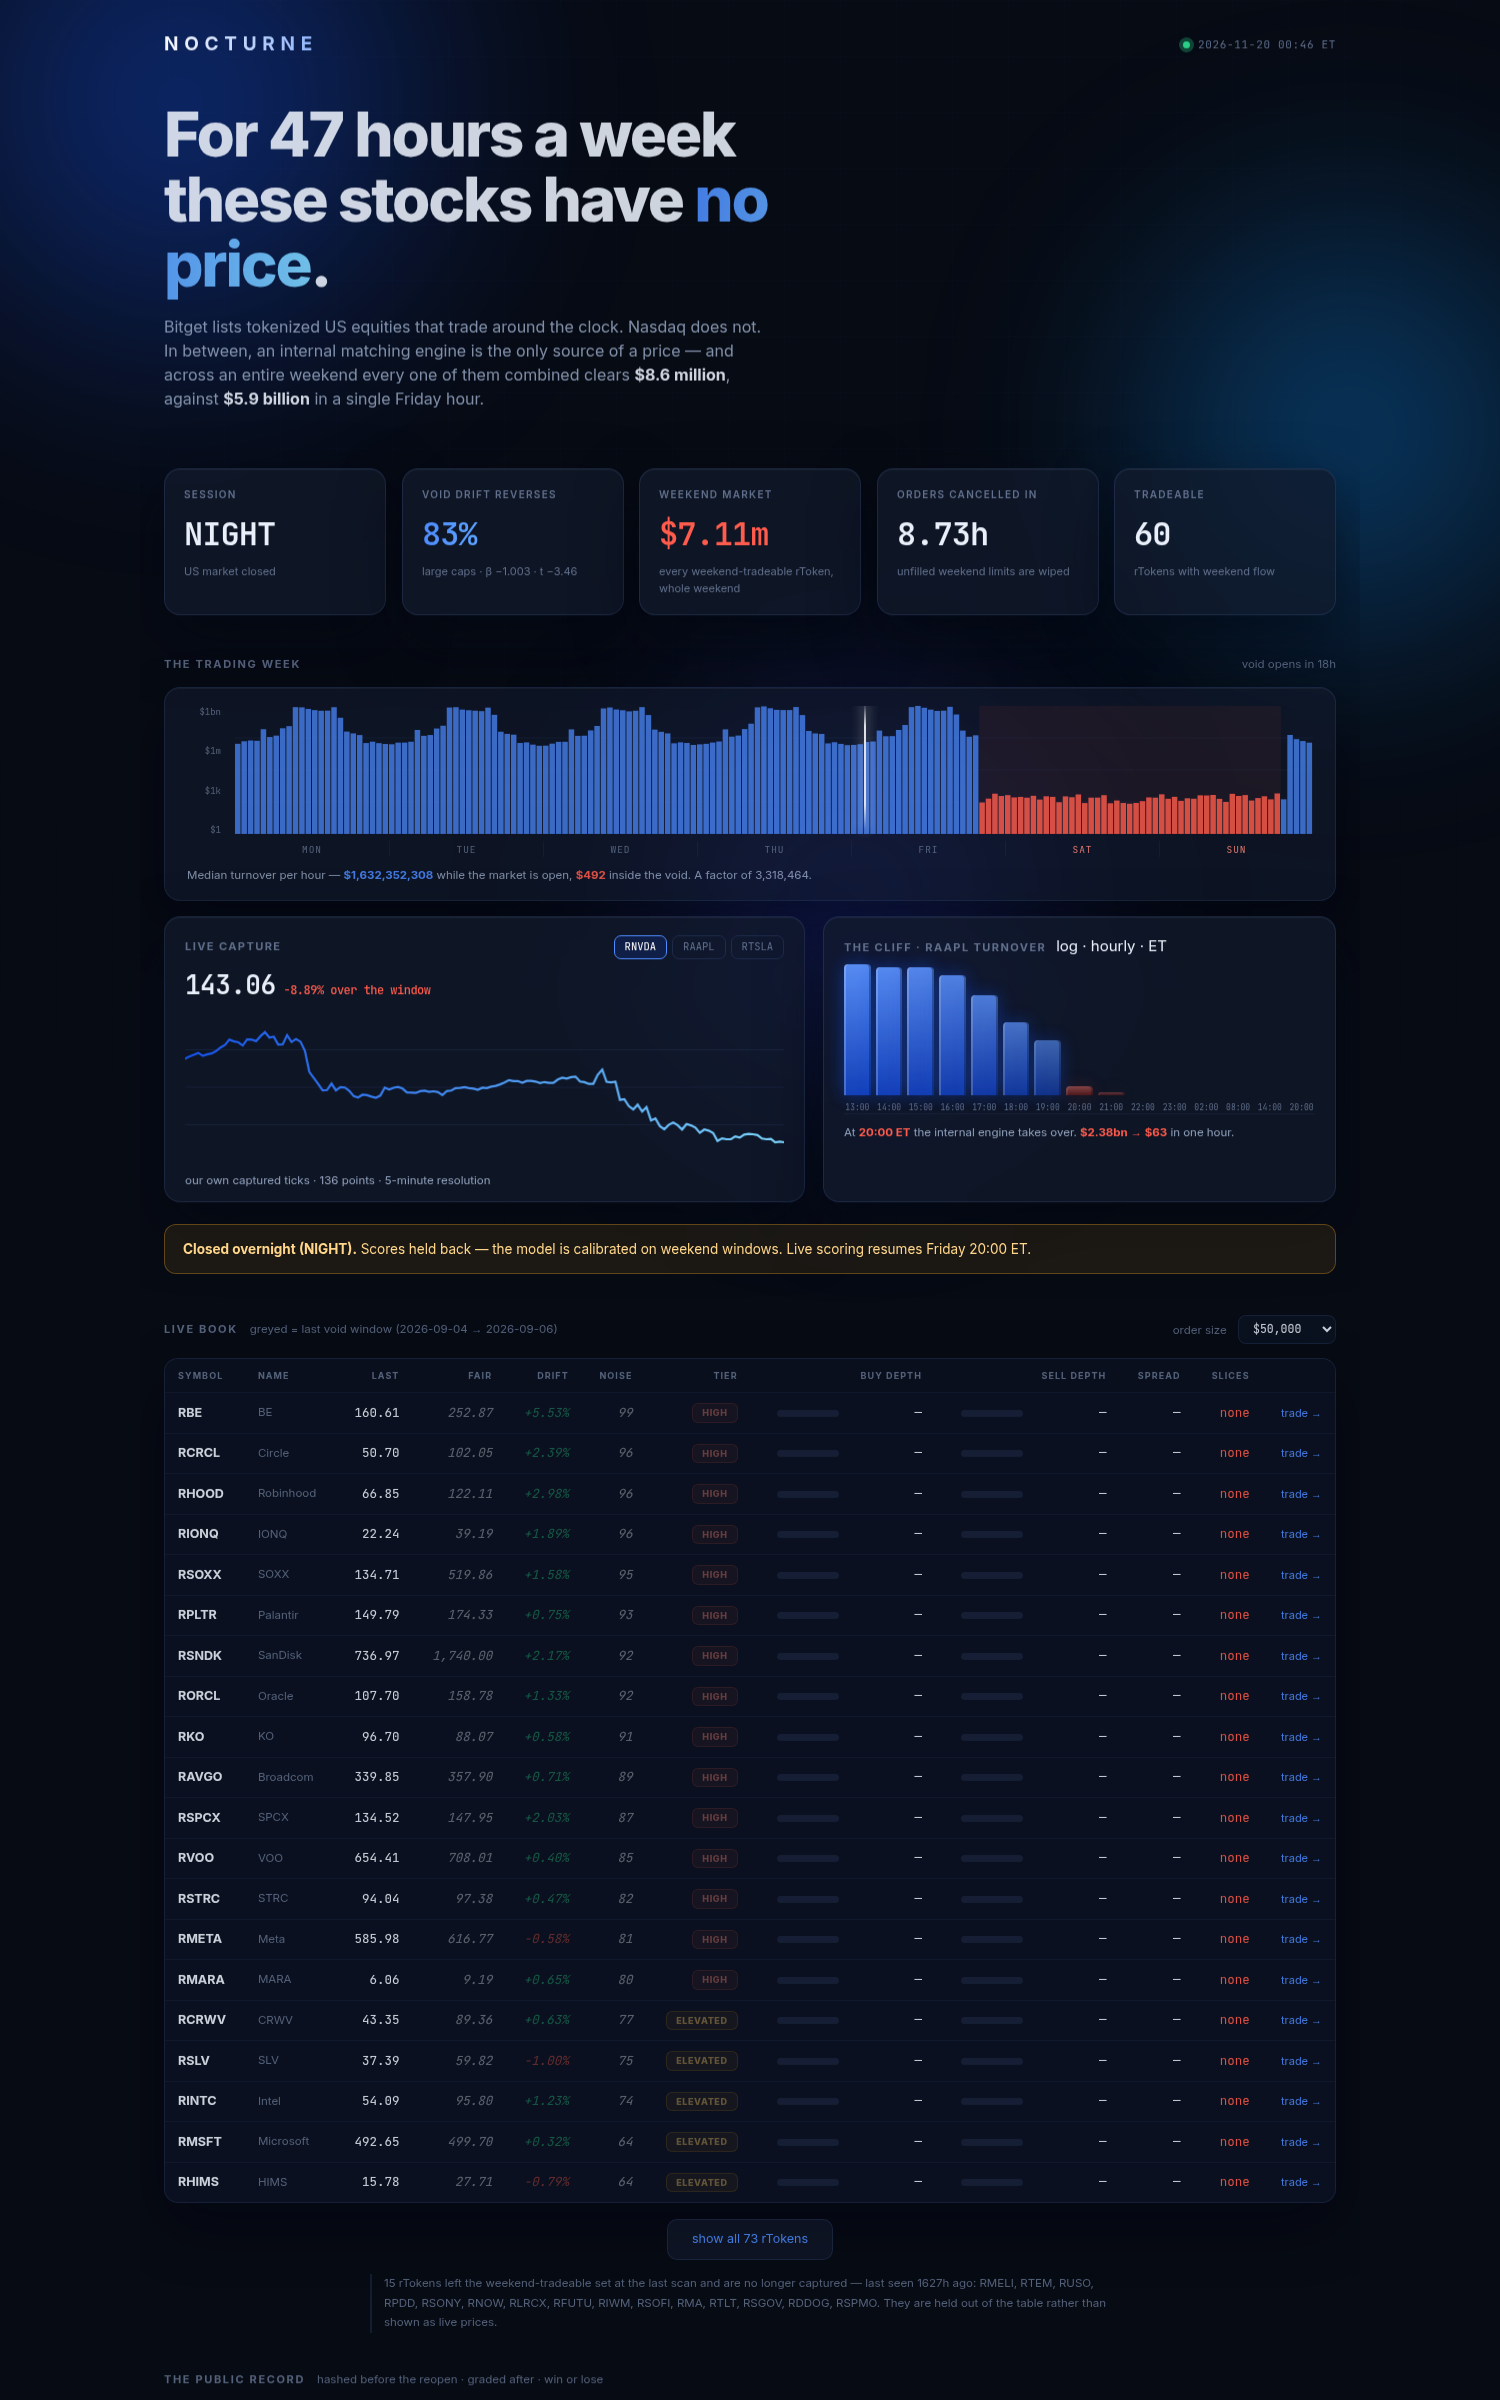 NOCTURNE
2026-11-20 00:46 ET
For 47 hours a week
these stocks have no
price.
Bitget lists tokenized US equities that trade around the clock. Nasdaq does not.
In between, an internal matching engine is the only source of a price — and
across an entire weekend every one of them combined clears $8.6 million,
against $5.9 billion in a single Friday hour.
SESSION
NIGHT
US market closed
VOID DRIFT REVERSES
83%
large caps · β −1.003 · t −3.46
WEEKEND MARKET
$7.11m
every weekend-tradeable rToken,
whole weekend
ORDERS CANCELLED IN
8.73h
unfilled weekend limits are wiped
TRADEABLE
60
rTokens with weekend flow
THE TRADING WEEK
void opens in 18h
$1bn
$1m
$1k
$1
MON TUE WED THU FRI SAT SUN
Median turnover per hour — $1,632,352,308 while the market is open, $492 inside the void. A factor of 3,318,464.
LIVE CAPTURE
RNVDA RAAPL RTSLA
143.06 -8.89% over the window
our own captured ticks · 136 points · 5-minute resolution
THE CLIFF · RAAPL TURNOVER log · hourly · ET
13:00 14:00 15:00 16:00 17:00 18:00 19:00 20:00 21:00 22:00 23:00 02:00 08:00 14:00 20:00
At 20:00 ET the internal engine takes over. $2.38bn → $63 in one hour.
Closed overnight (NIGHT). Scores held back — the model is calibrated on weekend windows. Live scoring resumes Friday 20:00 ET.
LIVE BOOK greyed = last void window (2026-09-04 → 2026-09-06)
order size $50,000
SYMBOL NAME LAST FAIR DRIFT NOISE TIER BUY DEPTH SELL DEPTH SPREAD SLICES
RBE BE 160.61 252.87 +5.53% 99 HIGH — — — none trade →
RCRCL Circle 50.70 102.05 +2.39% 96 HIGH — — — none trade →
RHOOD Robinhood 66.85 122.11 +2.98% 96 HIGH — — — none trade →
RIONQ IONQ 22.24 39.19 +1.89% 96 HIGH — — — none trade →
RSOXX SOXX 134.71 519.86 +1.58% 95 HIGH — — — none trade →
RPLTR Palantir 149.79 174.33 +0.75% 93 HIGH — — — none trade →
RSNDK SanDisk 736.97 1,740.00 +2.17% 92 HIGH — — — none trade →
RORCL Oracle 107.70 158.78 +1.33% 92 HIGH — — — none trade →
RKO KO 96.70 88.07 +0.58% 91 HIGH — — — none trade →
RAVGO Broadcom 339.85 357.90 +0.71% 89 HIGH — — — none trade →
RSPCX SPCX 134.52 147.95 +2.03% 87 HIGH — — — none trade →
RVOO VOO 654.41 708.01 +0.40% 85 HIGH — — — none trade →
RSTRC STRC 94.04 97.38 +0.47% 82 HIGH — — — none trade →
RMETA Meta 585.98 616.77 -0.58% 81 HIGH — — — none trade →
RMARA MARA 6.06 9.19 +0.65% 80 HIGH — — — none trade →
RCRWV CRWV 43.35 89.36 +0.63% 77 ELEVATED — — — none trade →
RSLV SLV 37.39 59.82 -1.00% 75 ELEVATED — — — none trade →
RINTC Intel 54.09 95.80 +1.23% 74 ELEVATED — — — none trade →
RMSFT Microsoft 492.65 499.70 +0.32% 64 ELEVATED — — — none trade →
RHIMS HIMS 15.78 27.71 -0.79% 64 ELEVATED — — — none trade →
show all 73 rTokens
15 rTokens left the weekend-tradeable set at the last scan and are no longer captured — last seen 1627h ago: RMELI, RTEM, RUSO,
RPDD, RSONY, RNOW, RLRCX, RFUTU, RIWM, RSOFI, RMA, RTLT, RSGOV, RDDOG, RSPMO. They are held out of the table rather than
shown as live prices.
THE PUBLIC RECORD hashed before the reopen · graded after · win or lose